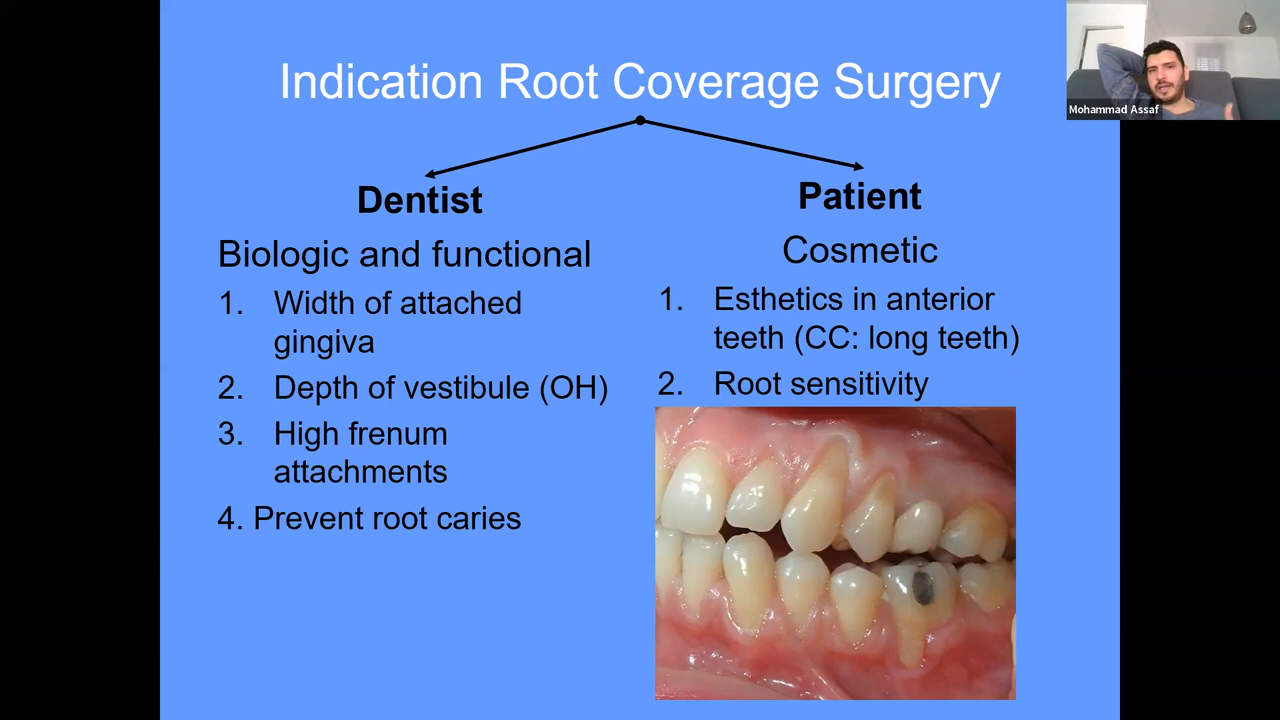 Indication Root Coverage Surgery
Mohammad Assaf
Dentist
Biologic and functional
1. Width of attached
gingiva
2. Depth of vestibule (OH)
3. High frenum
attachments
4. Prevent root caries
Patient
Cosmetic
1. Esthetics in anterior
teeth (CC: long teeth)
2. Root sensitivity